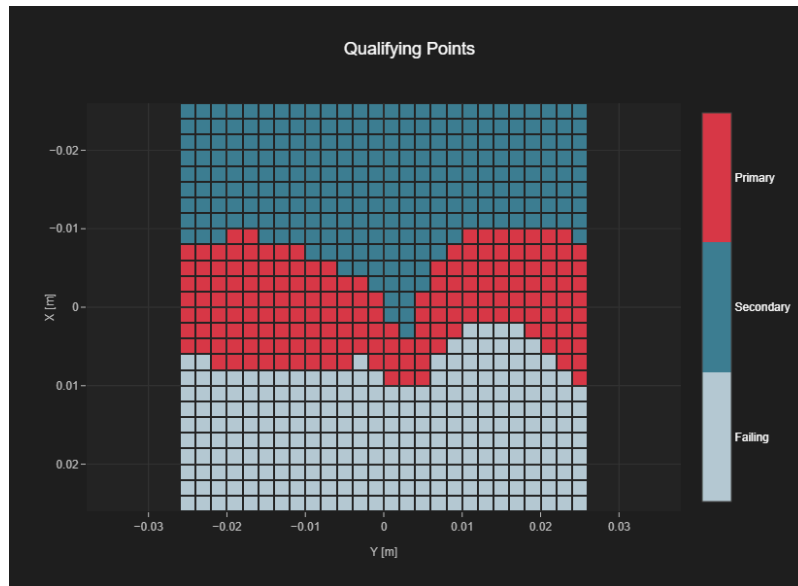 Qualifying Points
−0.02
−0.01
0
0.01
0.02
X [m]
−0.03
−0.02
−0.01
0
0.01
0.02
0.03
Y [m]
Primary
Secondary
Failing